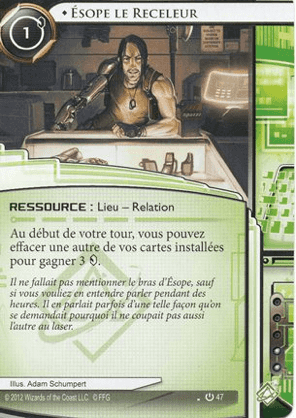 Ésope le Receleur
1
RESSOURCE : Lieu – Relation
Au début de votre tour, vous pouvez
effacer une autre de vos cartes installées
pour gagner 3
Il ne fallait pas mentionner le bras d'Ésope, sauf
si vous vouliez en entendre parler pendant des
heures. Il en parlait parfois d'une telle façon qu'on
se demandait pourquoi il ne coupait pas aussi
l'autre au laser.
Illus. Adam Schumpert
© 2012 Wizards of the Coast LLC. © FFG
47